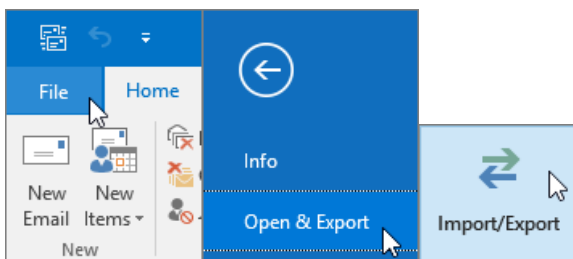 File
Home
New
Email
New
Items
New
Info
Open & Export
Import/Export